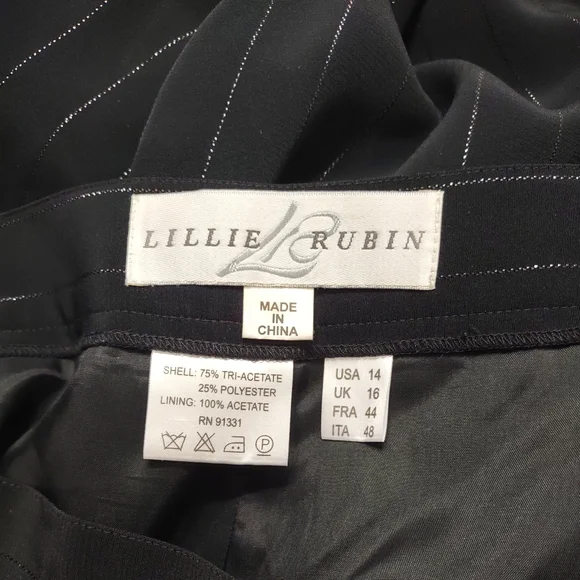 LILLIE LR RUBIN
MADE
IN
CHINA
SHELL: 75% TRI-ACETATE
25% POLYESTER
LINING: 100% ACETATE
RN 91331
P
USA 14
UK 16
FRA 44
ITA 48